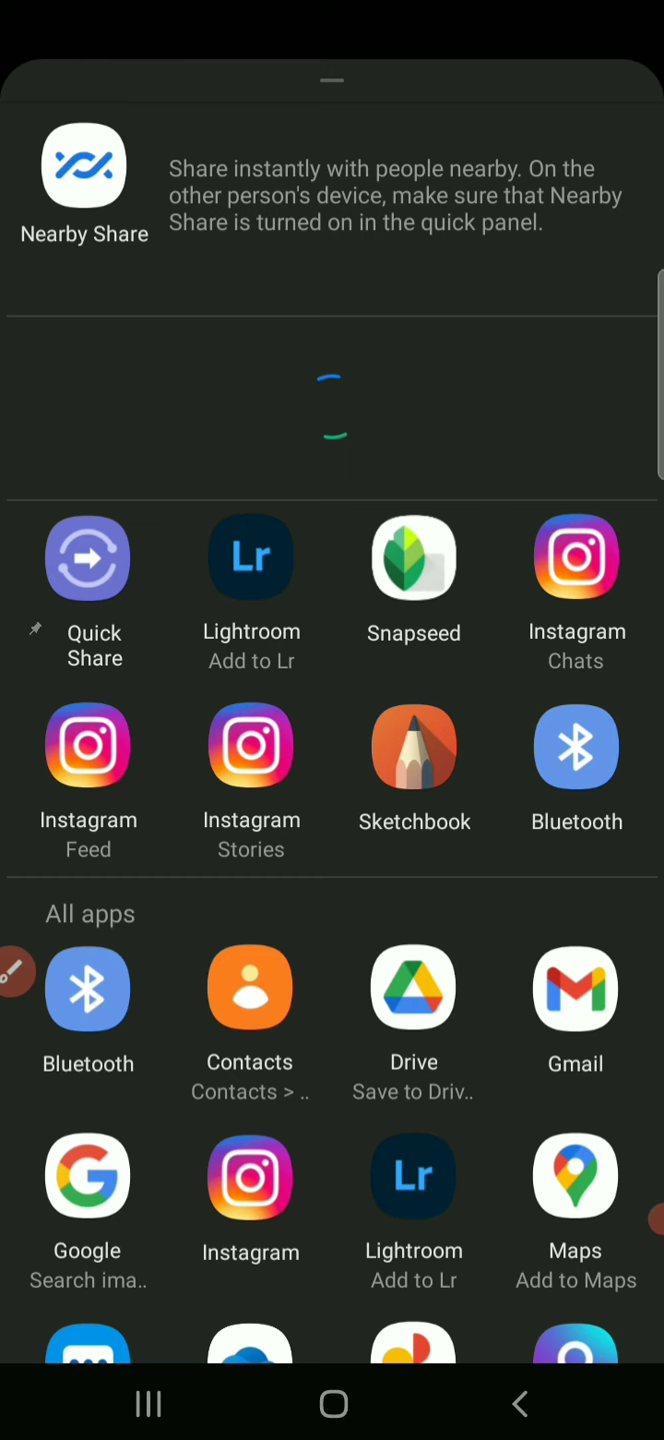 Share instantly with people nearby. On the
other person's device, make sure that Nearby
Share is turned on in the quick panel.
Nearby Share
Quick
Share
Lr
Lightroom
Add to Lr
Snapseed
Instagram
Chats
Instagram
Feed
Instagram
Stories
Sketchbook
Bluetooth
All apps
Bluetooth
Contacts
Contacts > ..
Drive
Save to Driv..
Gmail
Google
Search ima..
Instagram
Lr
Lightroom
Add to Lr
Maps
Add to Maps